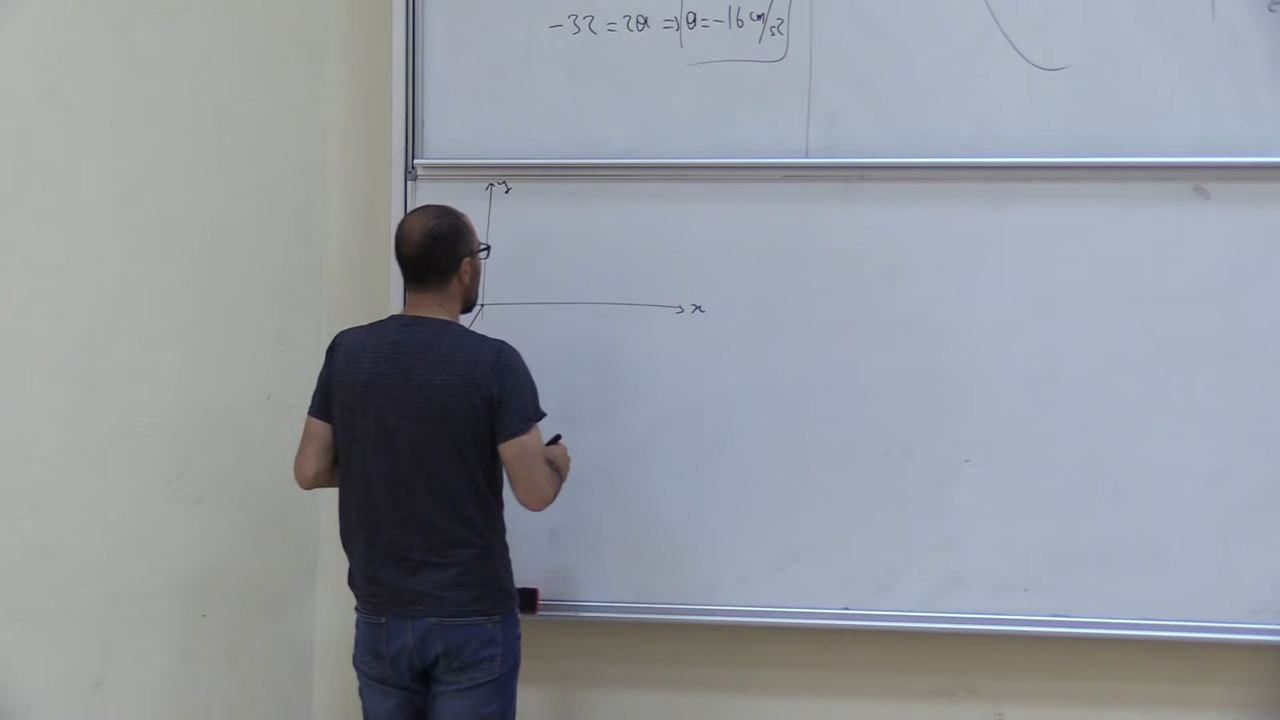 -32 = 2a ⇒ a = -16 cm/s2
y
x